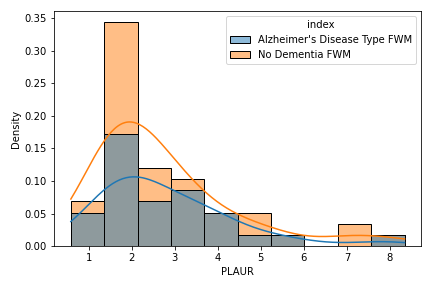 index
Alzheimer's Disease Type FWM
No Dementia FWM
0.35
0.30
0.25
0.20
0.15
0.10
0.05
0.00
Density
1 2 3 4 5 6 7 8
PLAUR